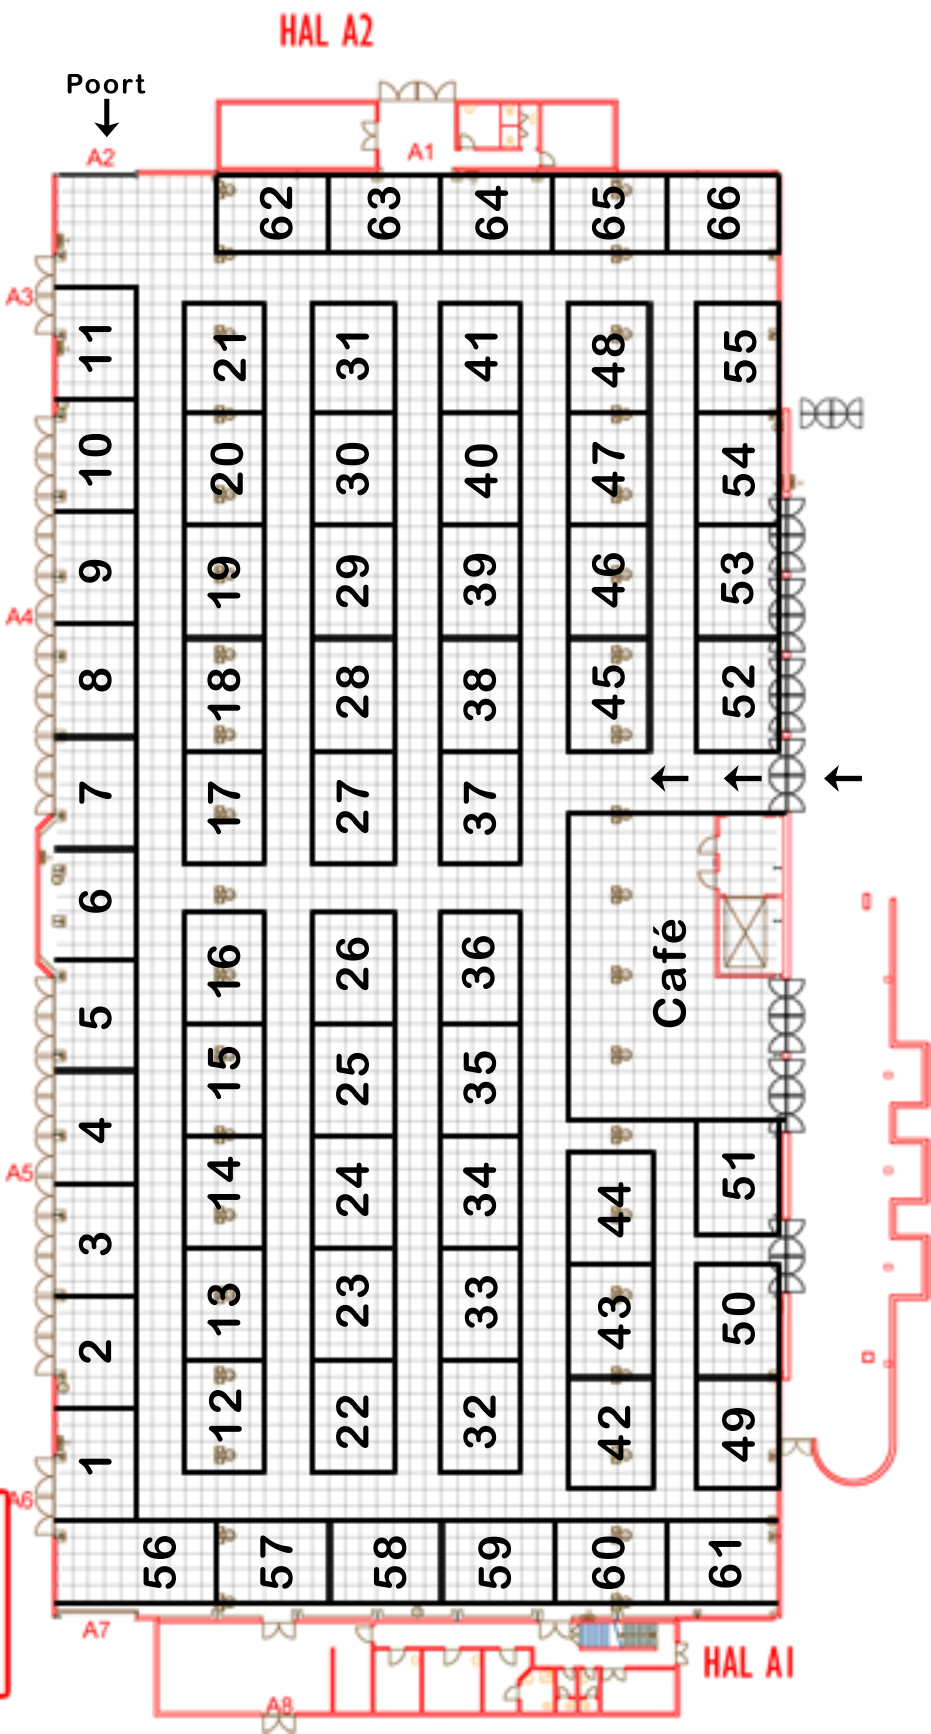 HAL A2
Poort
A2
A1
62 63 64 65 66
A3
11 21 31 41 48 55
10 20 30 40 47 54
9 19 29 39 46 53
A4
8 18 28 38 45 52
7 17 27 37
6 16 26 36 Café
5 15 25 35
4 14 24 34 44 51
A5
3 13 23 33 43 50
2 12 22 32 42 49
1
A6
56 57 58 59 60 61
A7
HAL A1
A8